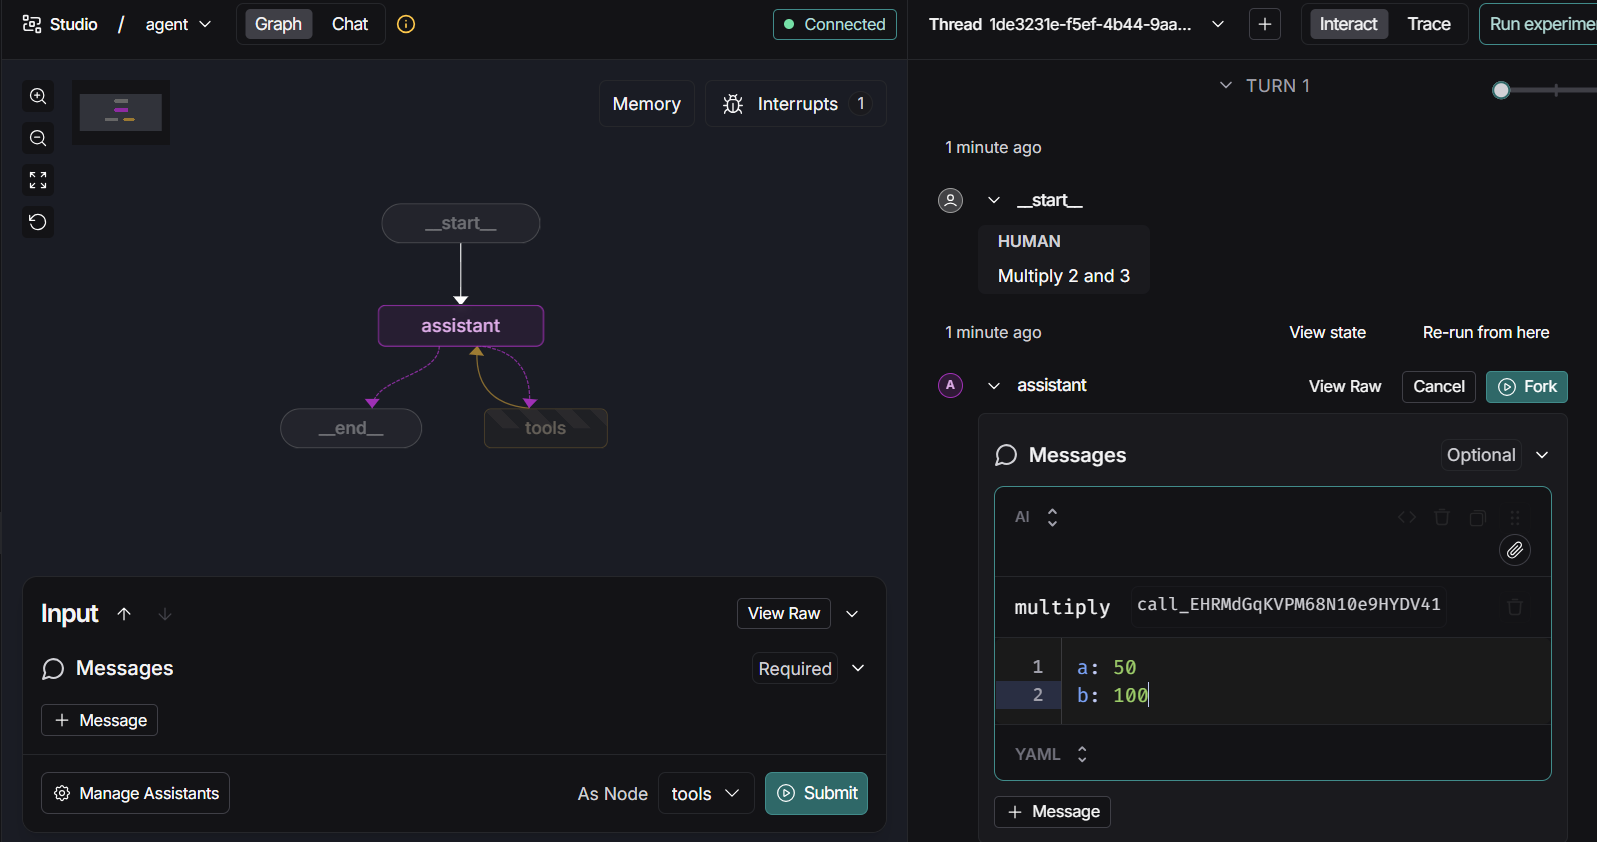 Studio / agent
Graph Chat
Connected
Memory
Interrupts 1
__start__
assistant
__end__
tools
Input
View Raw
Messages
Required
+ Message
Manage Assistants
As Node tools
Submit
Thread 1de3231e-f5ef-4b44-9aa...
+
Interact Trace
Run experime
TURN 1
1 minute ago
__start__
HUMAN
Multiply 2 and 3
1 minute ago
View state
Re-run from here
A
assistant
View Raw
Cancel
Fork
Messages
Optional
AI
multiply call_EHRMdGqKVPM68N10e9HYDV41
1 a: 50
2 b: 100
YAML
+ Message